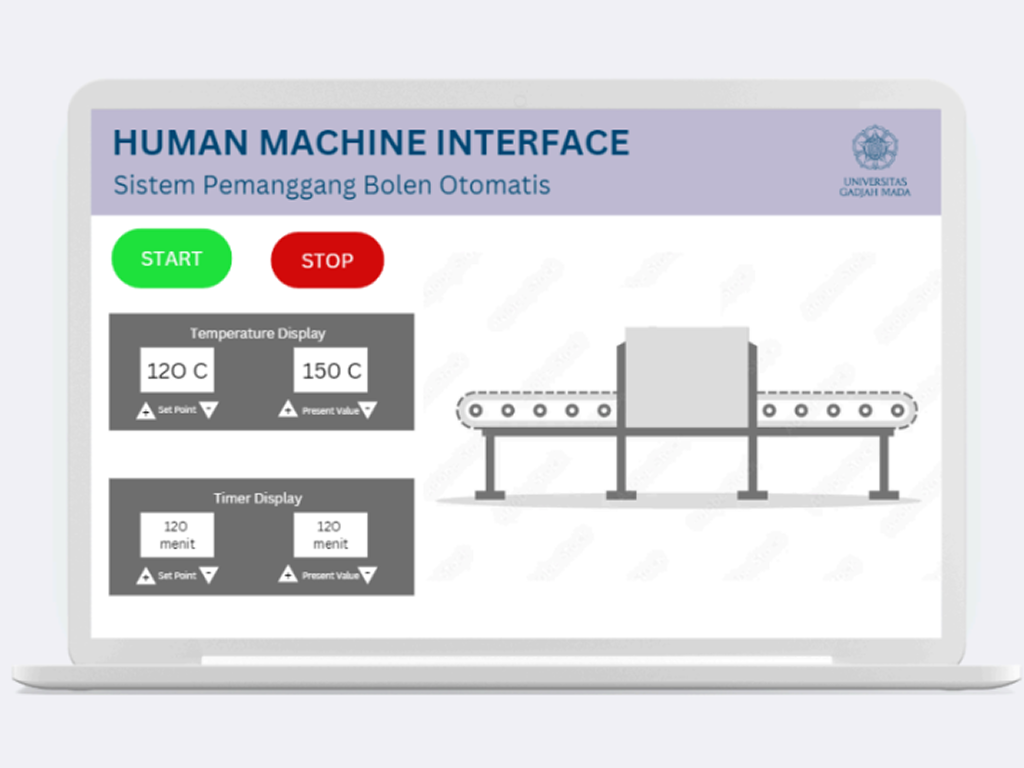 HUMAN MACHINE INTERFACE
Sistem Pemanggang Bolen Otomatis
UNIVERSITAS
GADJAH MADA
START
STOP
Temperature Display
120 C
150 C
+ Set Point -
+ Present Value -
Timer Display
120
menit
120
menit
+ Set Point -
+ Present Value -